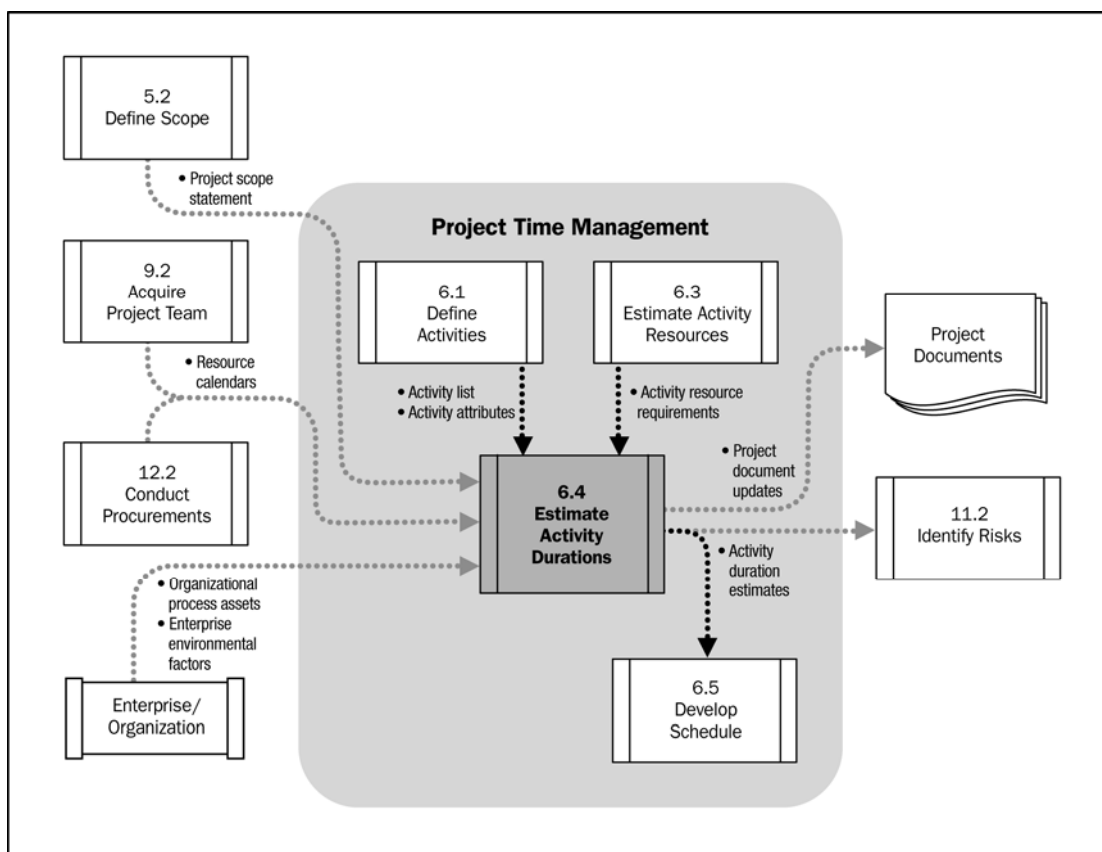 5.2
Define Scope
• Project scope
statement
Project Time Management
9.2
Acquire
Project Team
6.1
Define
Activities
6.3
Estimate Activity
Resources
Project
Documents
• Resource
calendars
• Activity list
• Activity attributes
• Activity resource
requirements
12.2
Conduct
Procurements
6.4
Estimate
Activity
Durations
• Project
document
updates
11.2
Identify Risks
• Activity
duration
estimates
• Organizational
process assets
• Enterprise
environmental
factors
Enterprise/
Organization
6.5
Develop
Schedule